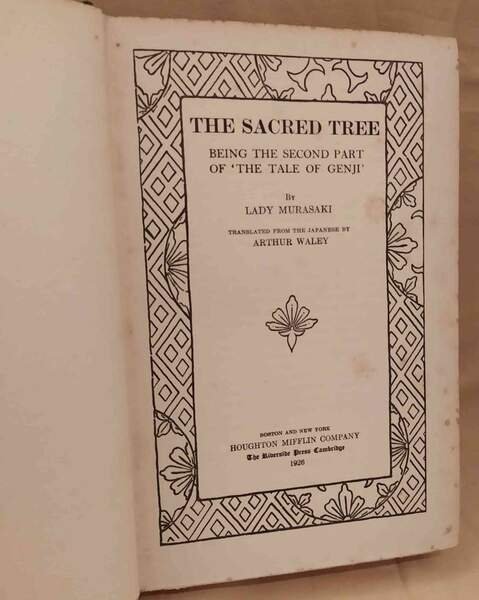 THE SACRED TREE
BEING THE SECOND PART
OF ‘THE TALE OF GENJI’
BY
LADY MURASAKI
TRANSLATED FROM THE JAPANESE BY
ARTHUR WALEY
BOSTON AND NEW YORK
HOUGHTON MIFFLIN COMPANY
The Riverside Press Cambridge
1926